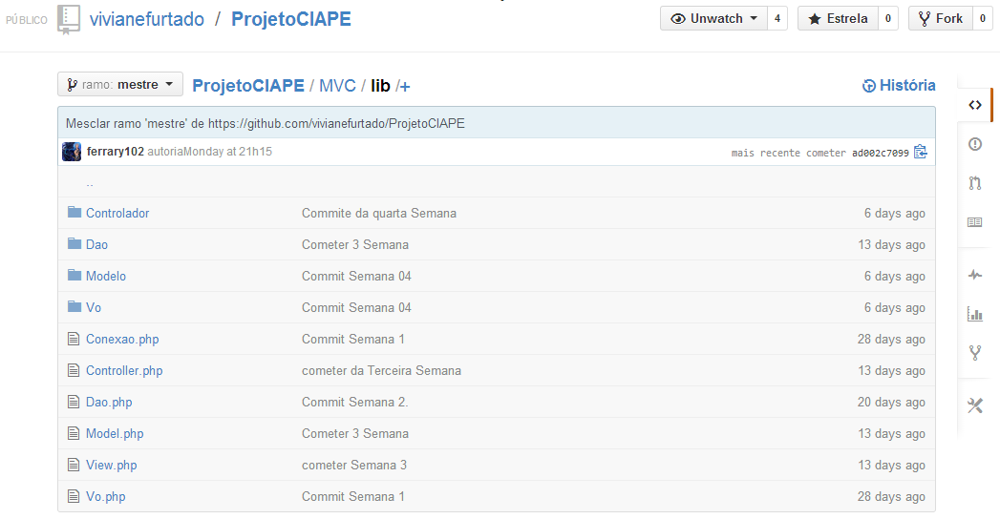 PÚBLICO vivianefurtado / ProjetoCIAPE Unwatch 4 Estrela 0 Fork 0
ramo: mestre ProjetoCIAPE / MVC / lib /+ História
Mesclar ramo 'mestre' de https://github.com/vivianefurtado/ProjetoCIAPE
ferrary102 autoriaMonday at 21h15 mais recente cometer ad002c7099
..
Controlador Commite da quarta Semana 6 days ago
Dao Cometer 3 Semana 13 days ago
Modelo Commit Semana 04 6 days ago
Vo Commit Semana 04 6 days ago
Conexao.php Commit Semana 1 28 days ago
Controller.php cometer da Terceira Semana 13 days ago
Dao.php Commit Semana 2. 20 days ago
Model.php Cometer 3 Semana 13 days ago
View.php cometer Semana 3 13 days ago
Vo.php Commit Semana 1 28 days ago